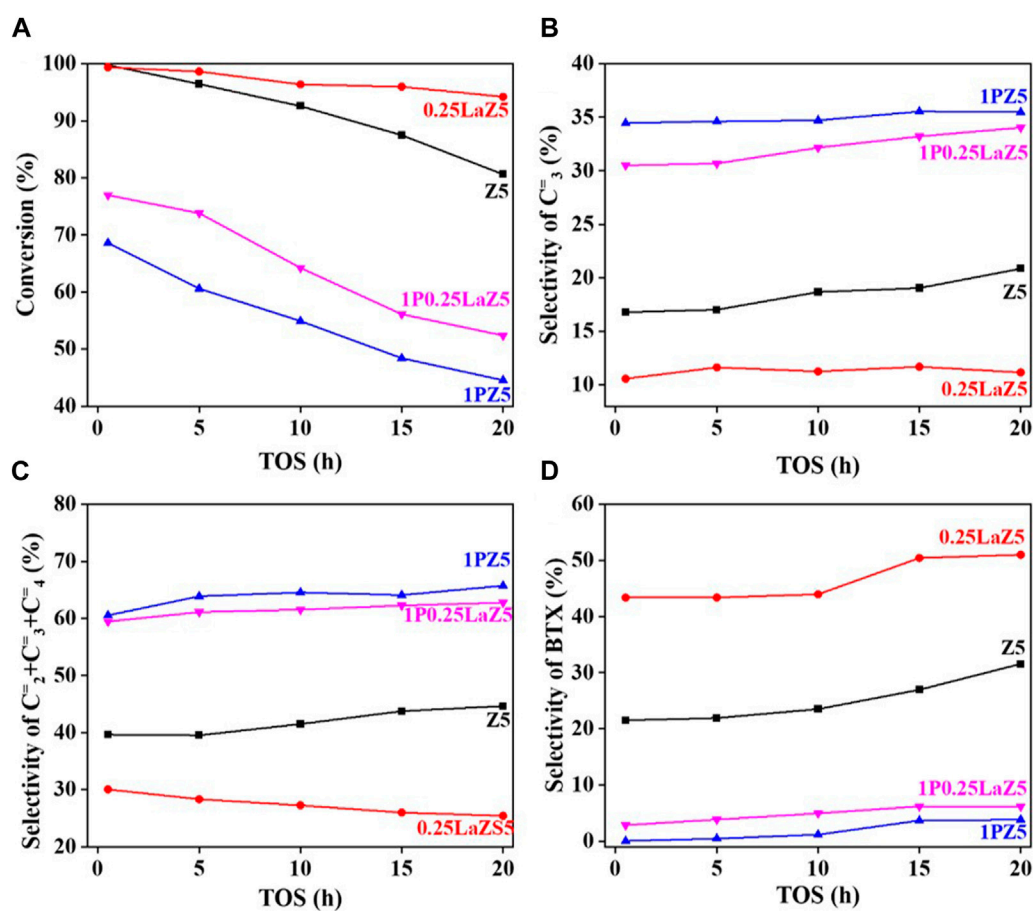 A
Conversion (%)
100
90
80
70
60
50
40
0.25LaZ5
Z5
1P0.25LaZ5
1PZ5
0 5 10 15 20
TOS (h)
B
Selectivity of C₃⁼ (%)
40
35
30
25
20
15
10
1PZ5
1P0.25LaZ5
Z5
0.25LaZ5
0 5 10 15 20
TOS (h)
C
Selectivity of C₂⁼+C₃⁼+C₄⁼ (%)
80
70
60
50
40
30
20
1PZ5
1P0.25LaZ5
Z5
0.25LaZS5
0 5 10 15 20
TOS (h)
D
Selectivity of BTX (%)
60
50
40
30
20
10
0
0.25LaZ5
Z5
1P0.25LaZ5
1PZ5
0 5 10 15 20
TOS (h)